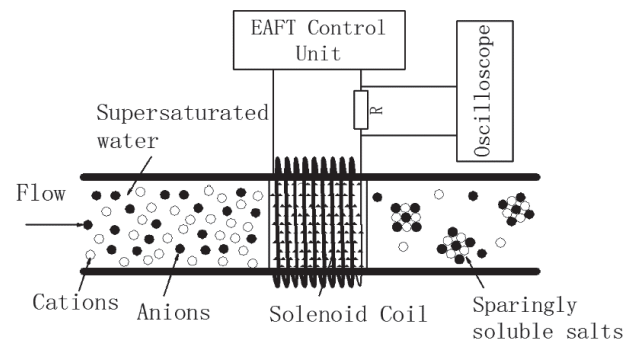 EAFT Control
Unit
Oscilloscope
R
Supersaturated
water
Flow
Cations
Anions
Solenoid Coil
Sparingly
soluble salts